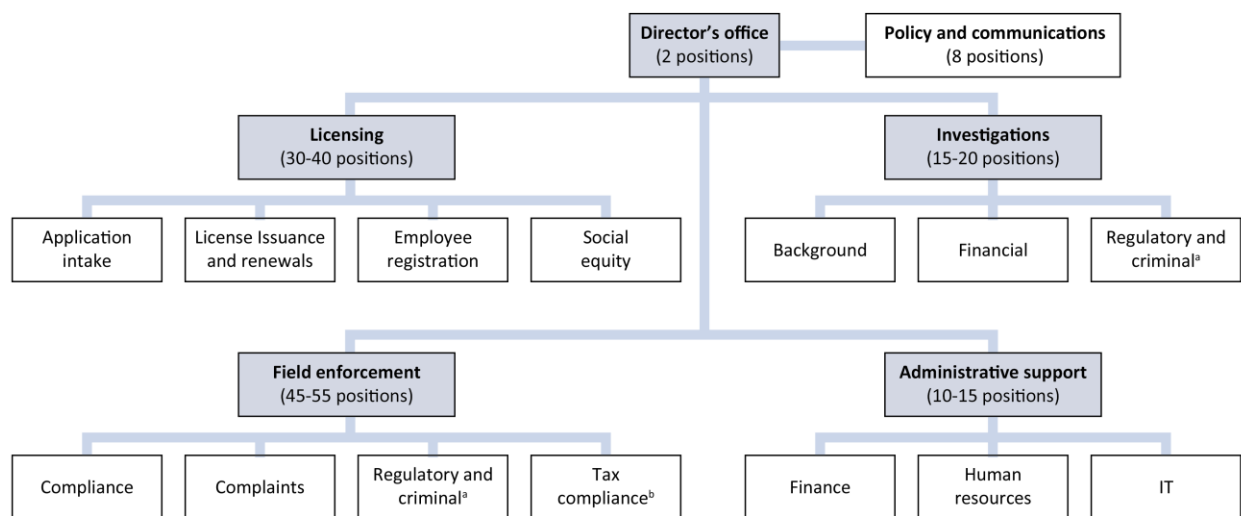 Director's office
(2 positions)
Policy and communications
(8 positions)
Licensing
(30-40 positions)
Investigations
(15-20 positions)
Application
intake
License Issuance
and renewals
Employee
registration
Social
equity
Background
Financial
Regulatory and
criminalᵃ
Field enforcement
(45-55 positions)
Administrative support
(10-15 positions)
Compliance
Complaints
Regulatory and
criminalᵃ
Tax
complianceᵇ
Finance
Human
resources
IT